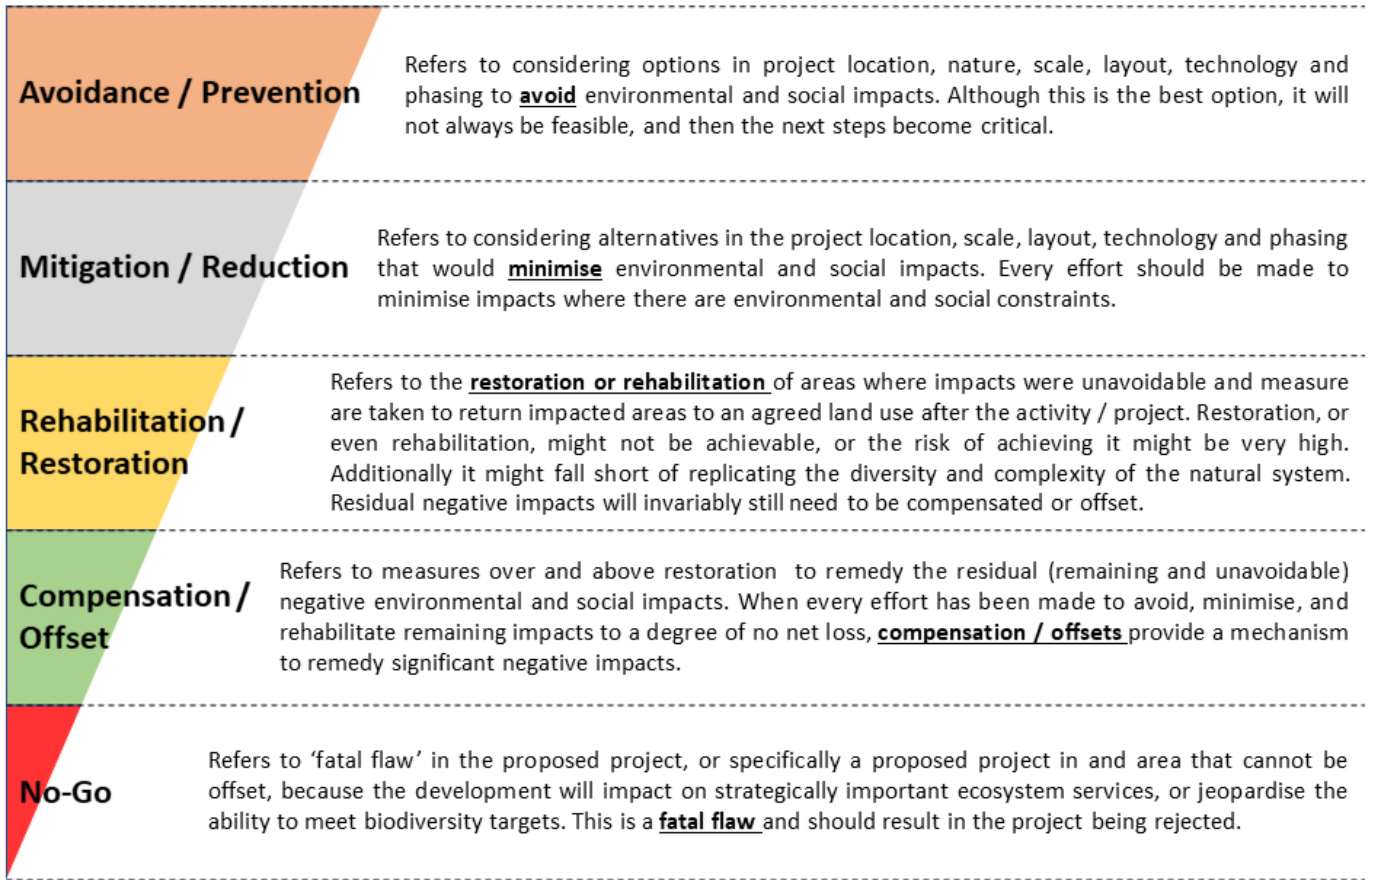 Avoidance / Prevention
Refers to considering options in project location, nature, scale, layout, technology and
phasing to avoid environmental and social impacts. Although this is the best option, it will
not always be feasible, and then the next steps become critical.
Mitigation / Reduction
Refers to considering alternatives in the project location, scale, layout, technology and phasing
that would minimise environmental and social impacts. Every effort should be made to
minimise impacts where there are environmental and social constraints.
Rehabilitation /
Restoration
Refers to the restoration or rehabilitation of areas where impacts were unavoidable and measure
are taken to return impacted areas to an agreed land use after the activity / project. Restoration, or
even rehabilitation, might not be achievable, or the risk of achieving it might be very high.
Additionally it might fall short of replicating the diversity and complexity of the natural system.
Residual negative impacts will invariably still need to be compensated or offset.
Compensation /
Offset
Refers to measures over and above restoration to remedy the residual (remaining and unavoidable)
negative environmental and social impacts. When every effort has been made to avoid, minimise, and
rehabilitate remaining impacts to a degree of no net loss, compensation / offsets provide a mechanism
to remedy significant negative impacts.
No-Go
Refers to ‘fatal flaw’ in the proposed project, or specifically a proposed project in and area that cannot be
offset, because the development will impact on strategically important ecosystem services, or jeopardise the
ability to meet biodiversity targets. This is a fatal flaw and should result in the project being rejected.